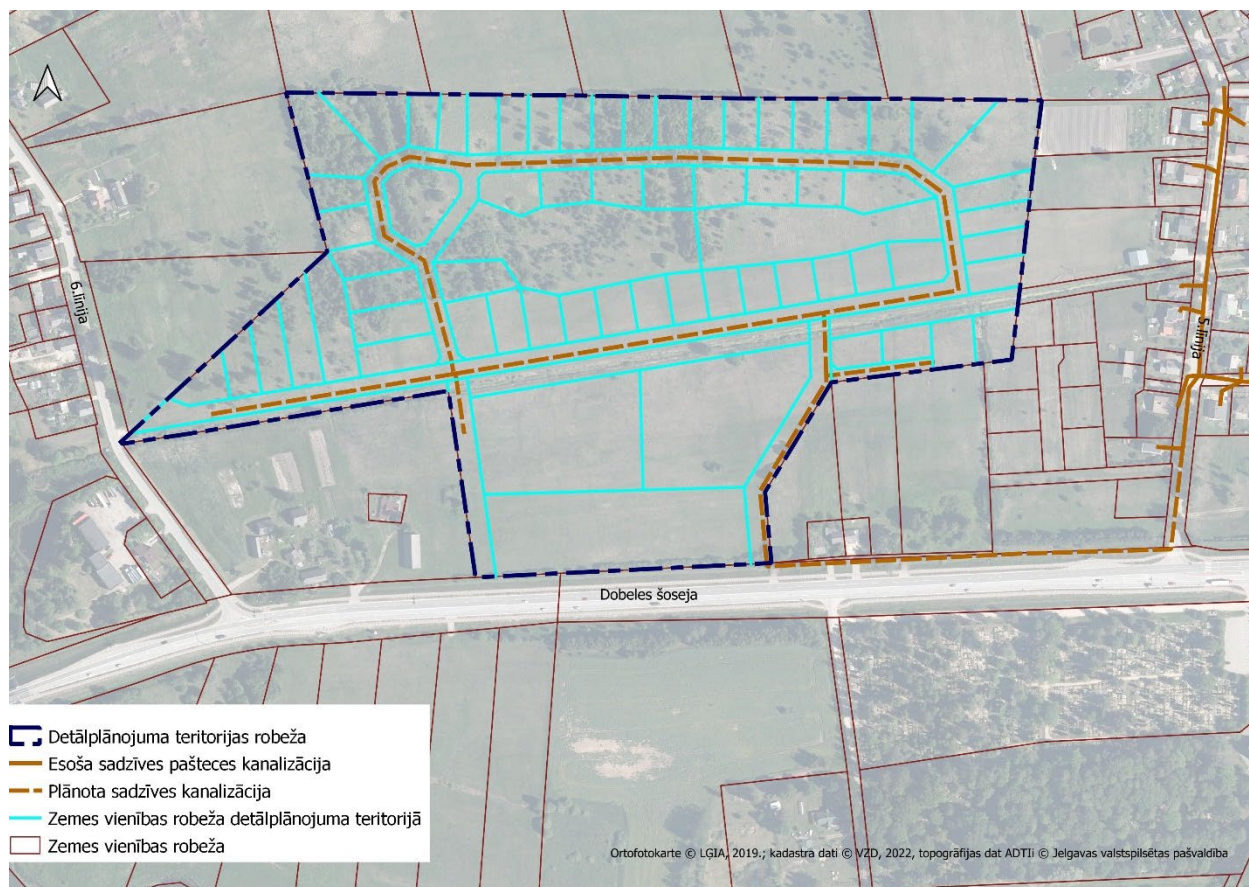 6.līnija
5.līnija
Dobeles šoseja
Detālplānojuma teritorijas robeža
Esoša sadzīves pašteces kanalizācija
Plānota sadzīves kanalizācija
Zemes vienības robeža detālplānojuma teritorijā
Zemes vienības robeža
Ortofotokarte © LĢIA, 2019.; kadastra dati © VZD, 2022, topogrāfijas dat ADTIi © Jelgavas valstspilsētas pašvaldība